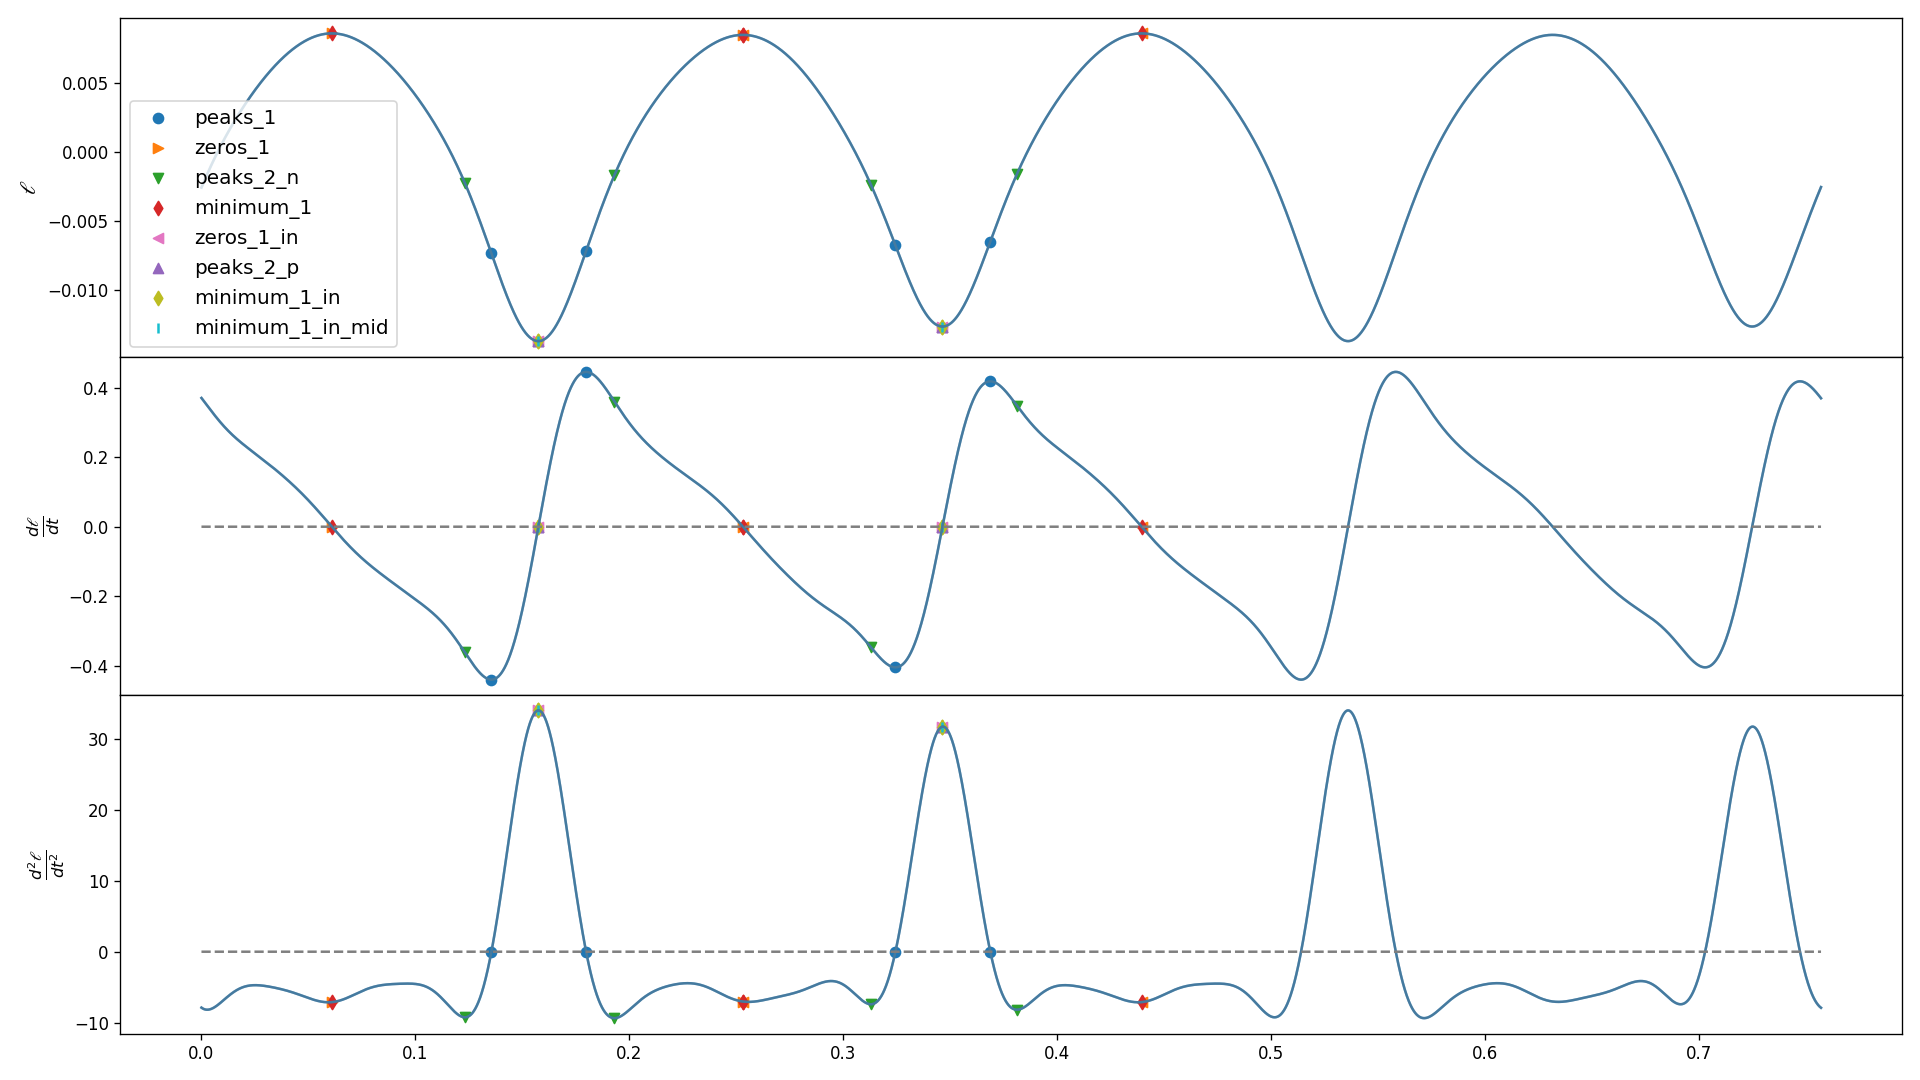 0.005
0.000
−0.005
−0.010
ℓ
peaks_1
zeros_1
peaks_2_n
minimum_1
zeros_1_in
peaks_2_p
minimum_1_in
minimum_1_in_mid
0.4
0.2
0.0
−0.2
−0.4
dℓ/dt
30
20
10
0
−10
d²ℓ/dt²
0.0 0.1 0.2 0.3 0.4 0.5 0.6 0.7